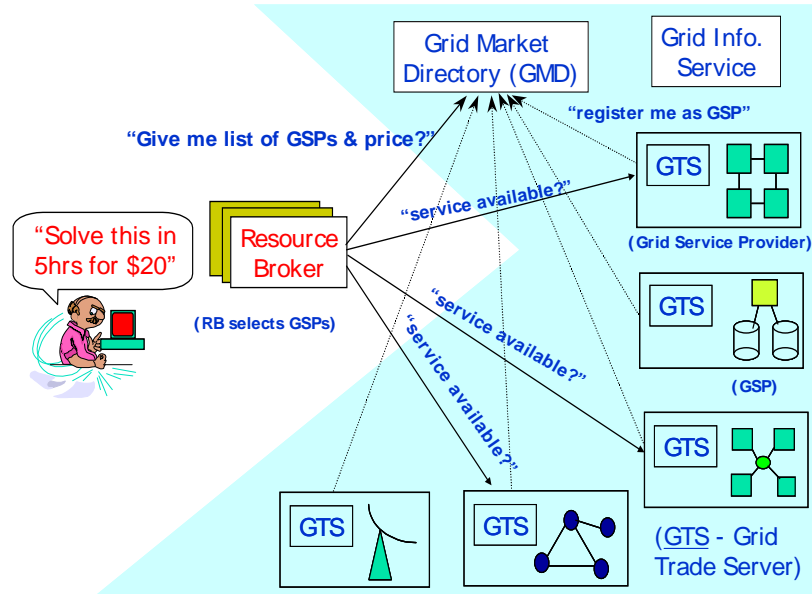 Grid Market
Directory (GMD)
Grid Info.
Service
“register me as GSP”
“Give me list of GSPs & price?”
GTS
“service available?”
(Grid Service Provider)
“Solve this in
5hrs for $20”
Resource
Broker
(RB selects GSPs)
“service available?”
“service available?”
GTS
(GSP)
GTS
GTS
GTS
(GTS - Grid
Trade Server)